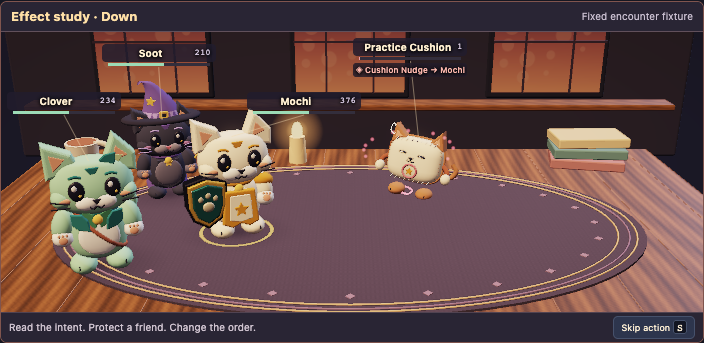 Effect study · Down
Fixed encounter fixture
Soot 210
Practice Cushion 1
◈ Cushion Nudge → Mochi
Clover 234
Mochi 376
Read the intent. Protect a friend. Change the order.
Skip action S